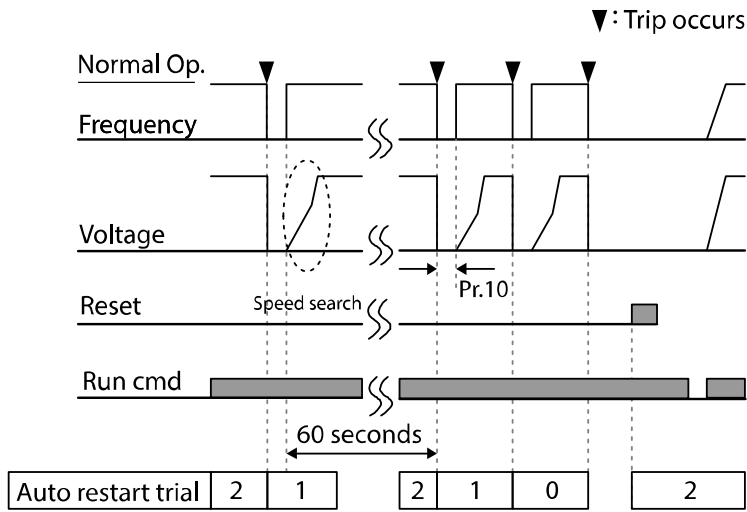 ▼: Trip occurs
Normal Op.
Frequency
Voltage
Pr.10
Reset
Speed search
Run cmd
60 seconds
Auto restart trial 2 1 2 1 0 2